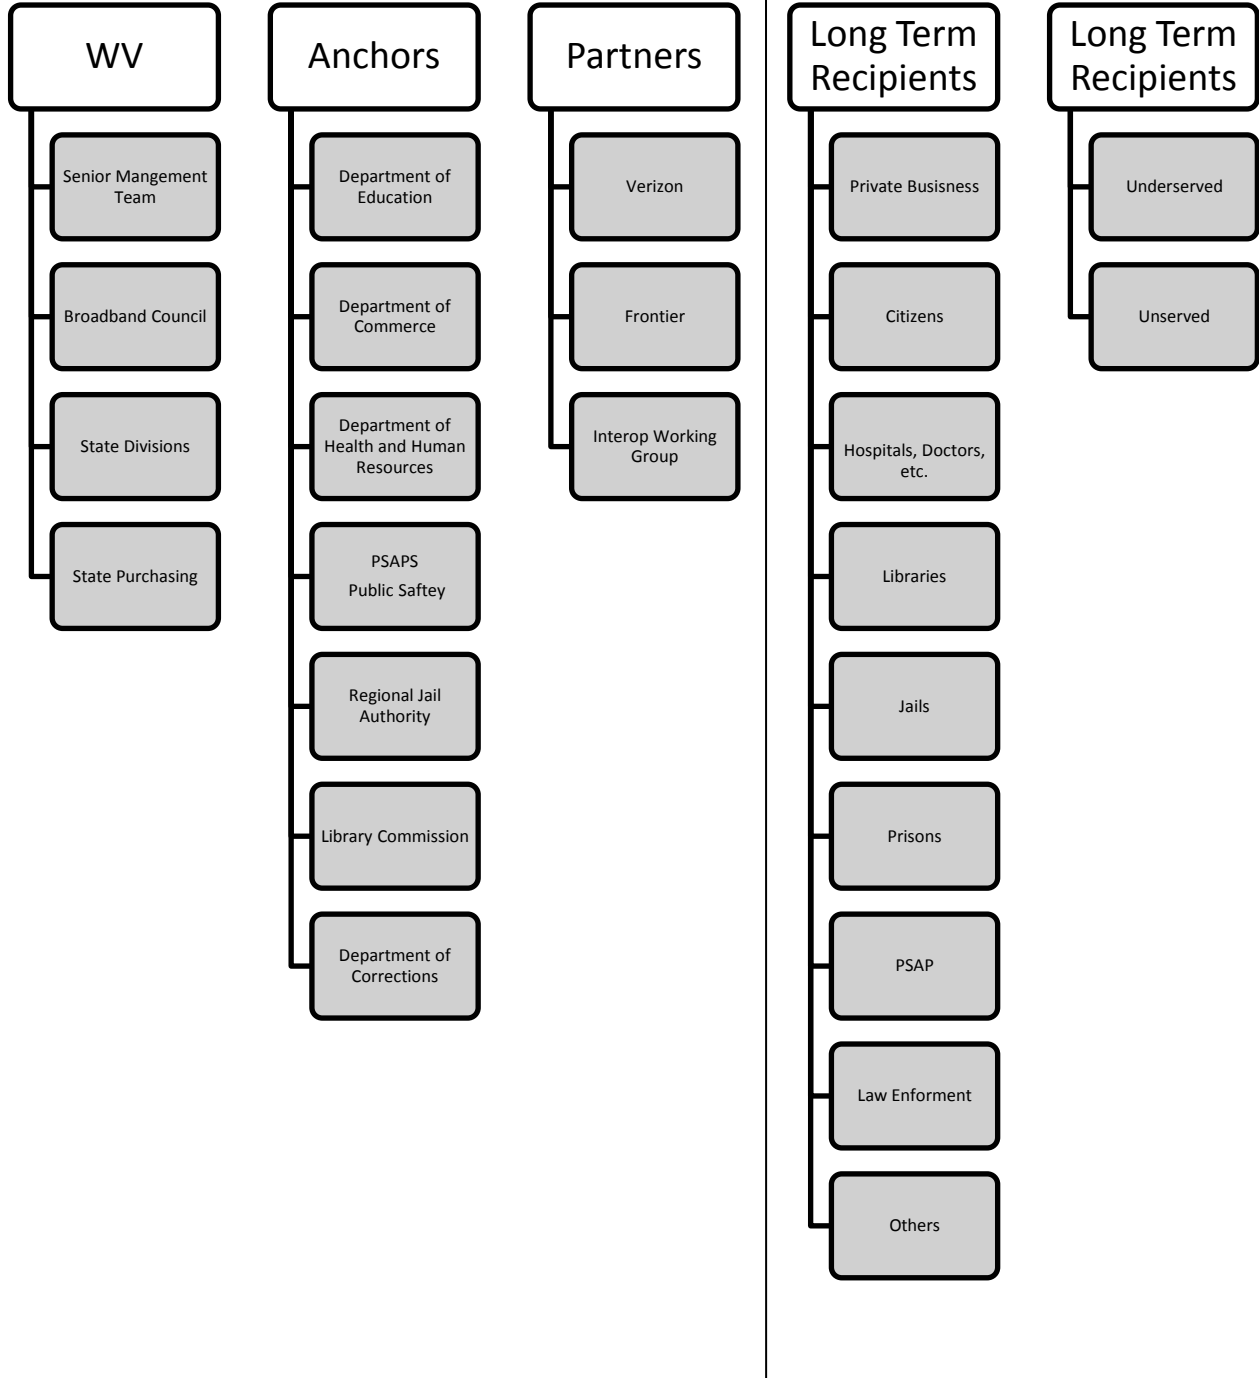 WV
Senior Mangement
Team
Broadband Council
State Divisions
State Purchasing
Anchors
Department of
Education
Department of
Commerce
Department of
Health and Human
Resources
PSAPS
Public Saftey
Regional Jail
Authority
Library Commission
Department of
Corrections
Partners
Verizon
Frontier
Interop Working
Group
Long Term
Recipients
Private Busisness
Citizens
Hospitals, Doctors,
etc.
Libraries
Jails
Prisons
PSAP
Law Enforment
Others
Long Term
Recipients
Underserved
Unserved